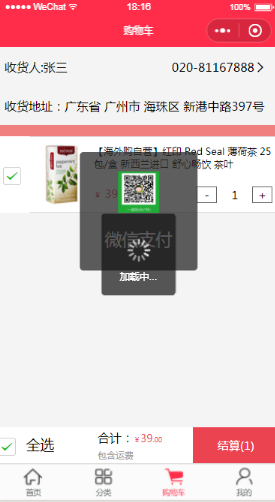 WeChat
18:16
100%
购物车
收货人:张三
020-81167888
收货地址：广东省 广州市 海珠区 新港中路397号
【海外购自营】红印 Red Seal 薄荷茶 25
包/盒 新西兰进口 舒心畅饮 茶叶
¥ 39
- 1 +
微信支付
加载中...
全选
合计：¥39.00
包含运费
结算(1)
首页
分类
购物车
我的